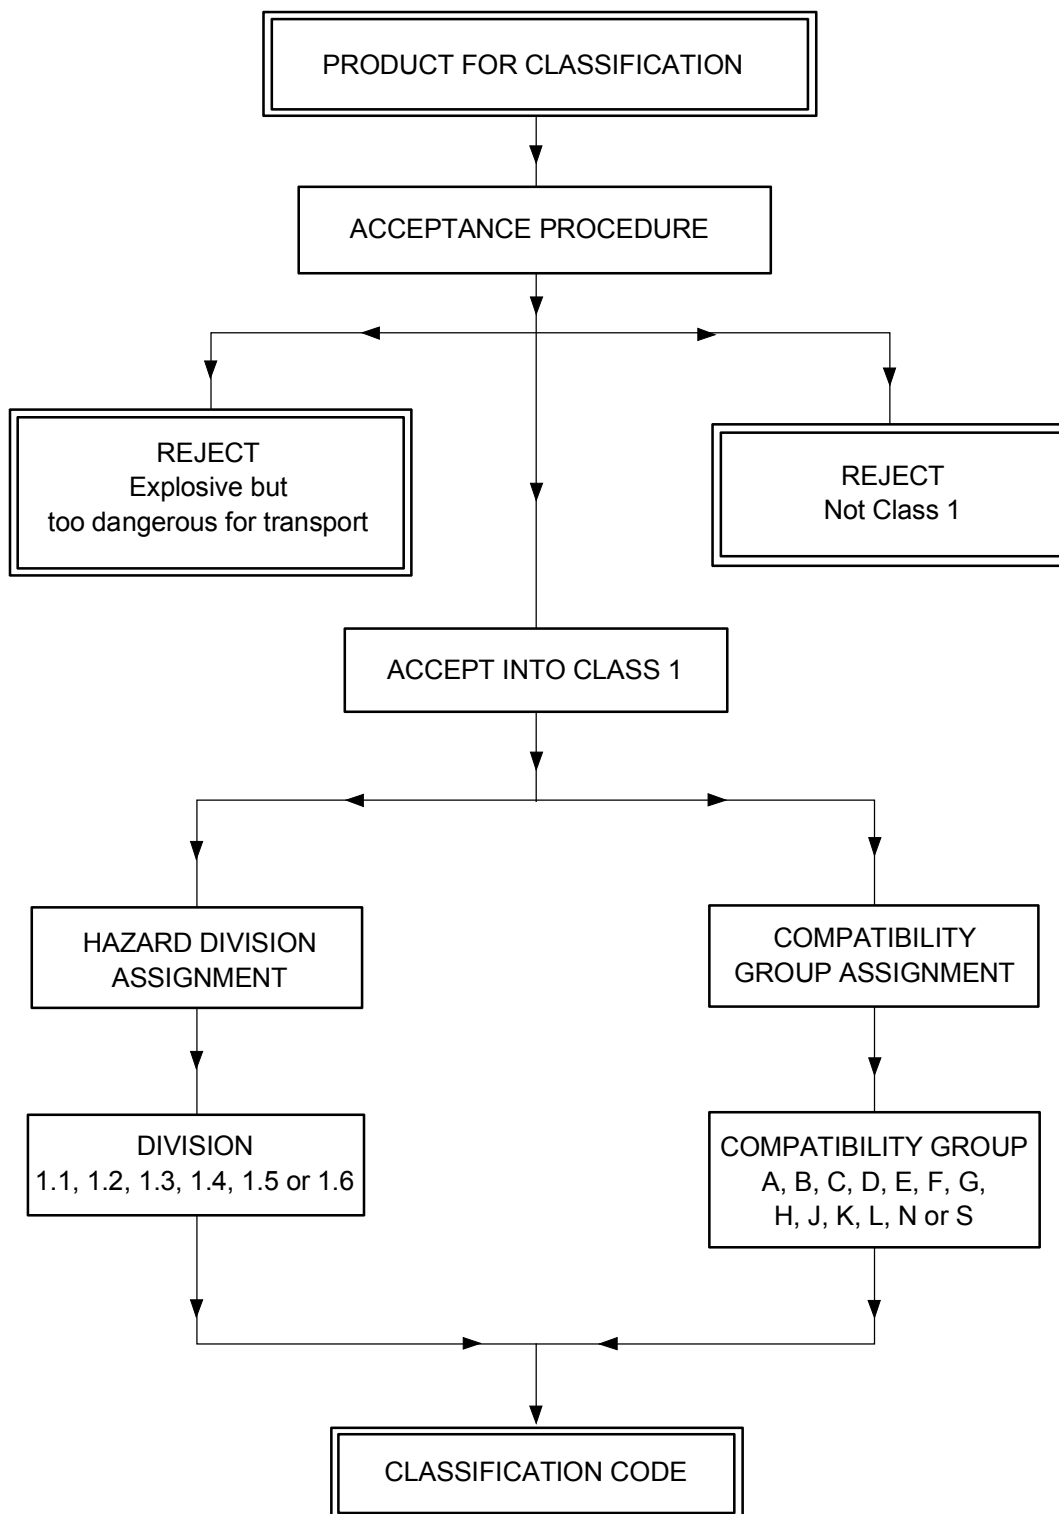 PRODUCT FOR CLASSIFICATION
ACCEPTANCE PROCEDURE
REJECT
Explosive but
too dangerous for transport
REJECT
Not Class 1
ACCEPT INTO CLASS 1
HAZARD DIVISION
ASSIGNMENT
COMPATIBILITY
GROUP ASSIGNMENT
DIVISION
1.1, 1.2, 1.3, 1.4, 1.5 or 1.6
COMPATIBILITY GROUP
A, B, C, D, E, F, G,
H, J, K, L, N or S
CLASSIFICATION CODE